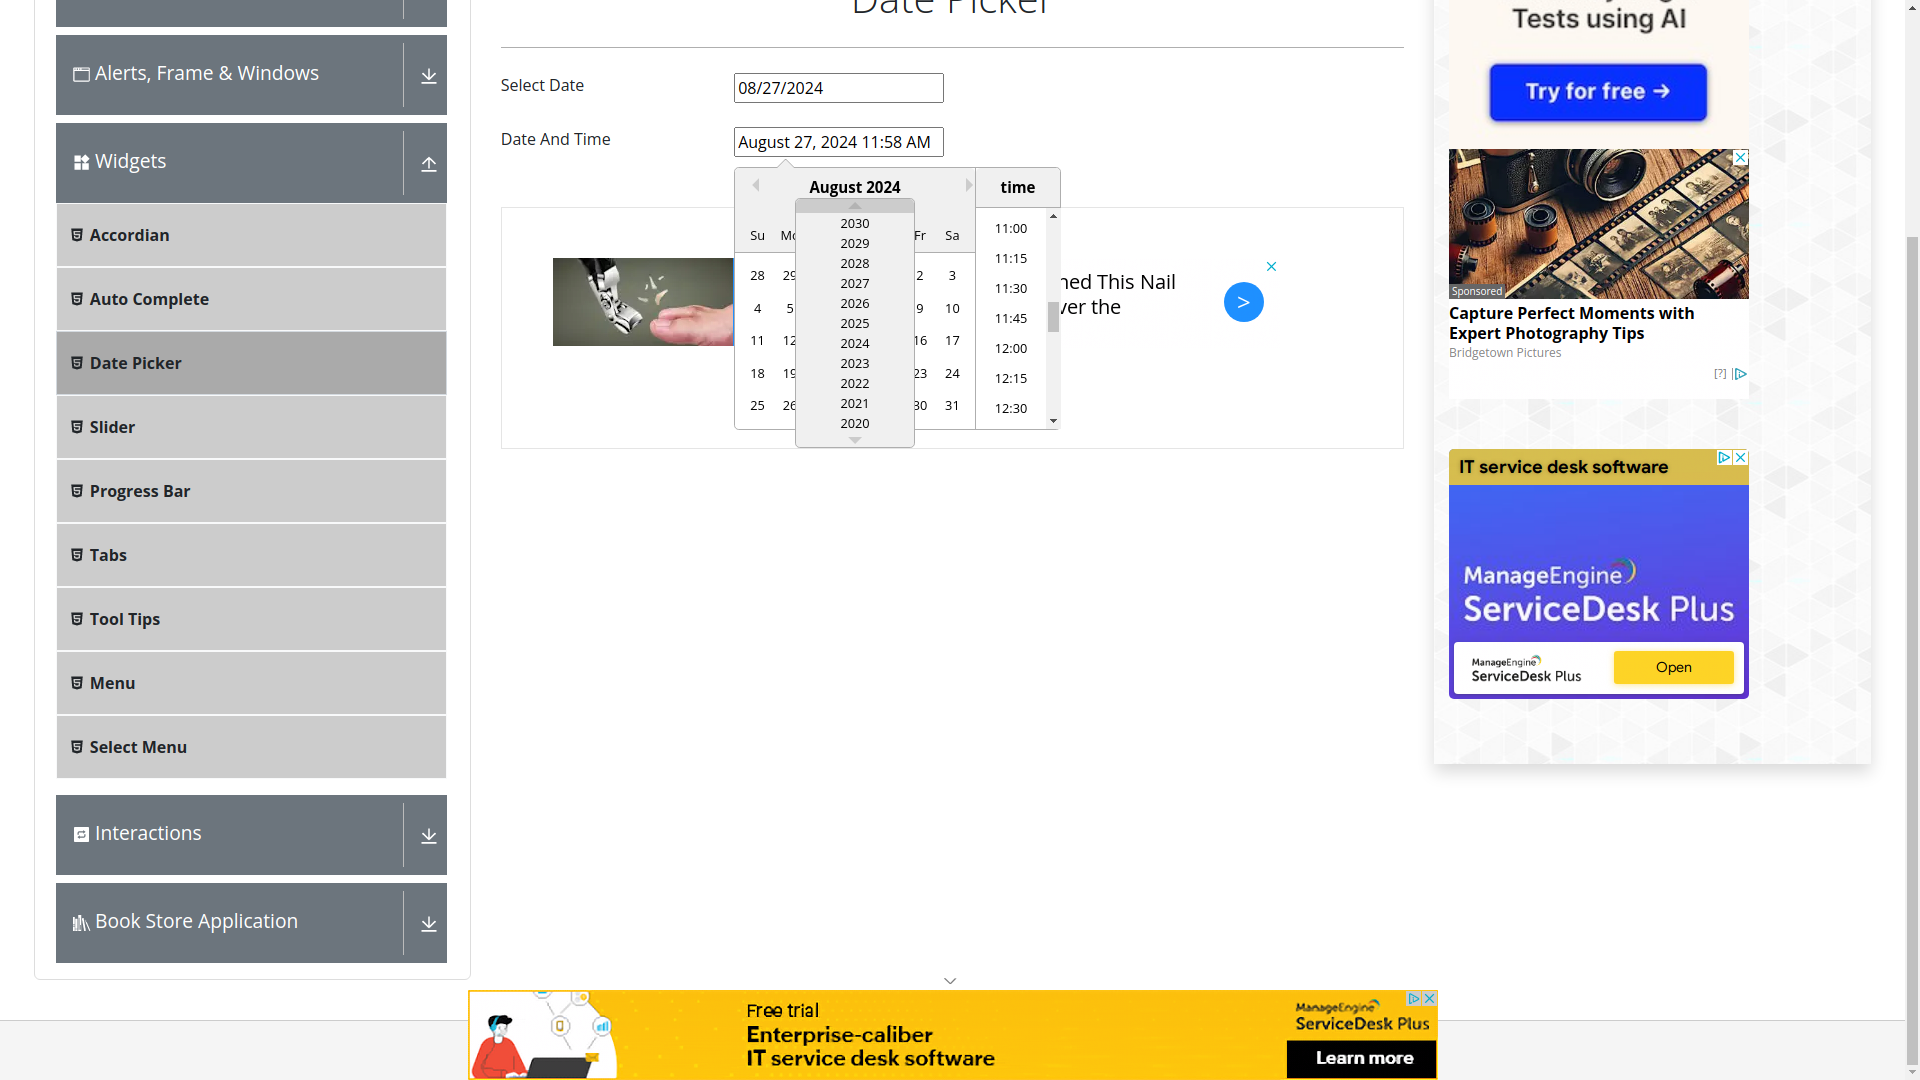 Date Picker
Tests using AI
Try for free →
Alerts, Frame & Windows
Widgets
Accordian
Auto Complete
Date Picker
Slider
Progress Bar
Tabs
Tool Tips
Menu
Select Menu
Interactions
Book Store Application
Select Date
08/27/2024
Date And Time
August 27, 2024 11:58 AM
August 2024
time
Su
Fr
Sa
28
29
2
3
4
5
9
10
11
12
16
17
18
19
23
24
25
26
30
31
2030
2029
2028
2027
2026
2025
2024
2023
2022
2021
2020
11:00
11:15
11:30
11:45
12:00
12:15
12:30
This Nail
the
>
Sponsored
Capture Perfect Moments with
Expert Photography Tips
Bridgetown Pictures
[?]
IT service desk software
ManageEngine
ServiceDesk Plus
ManageEngine
ServiceDesk Plus
Open
Free trial
Enterprise-caliber
IT service desk software
ManageEngine
ServiceDesk Plus
Learn more